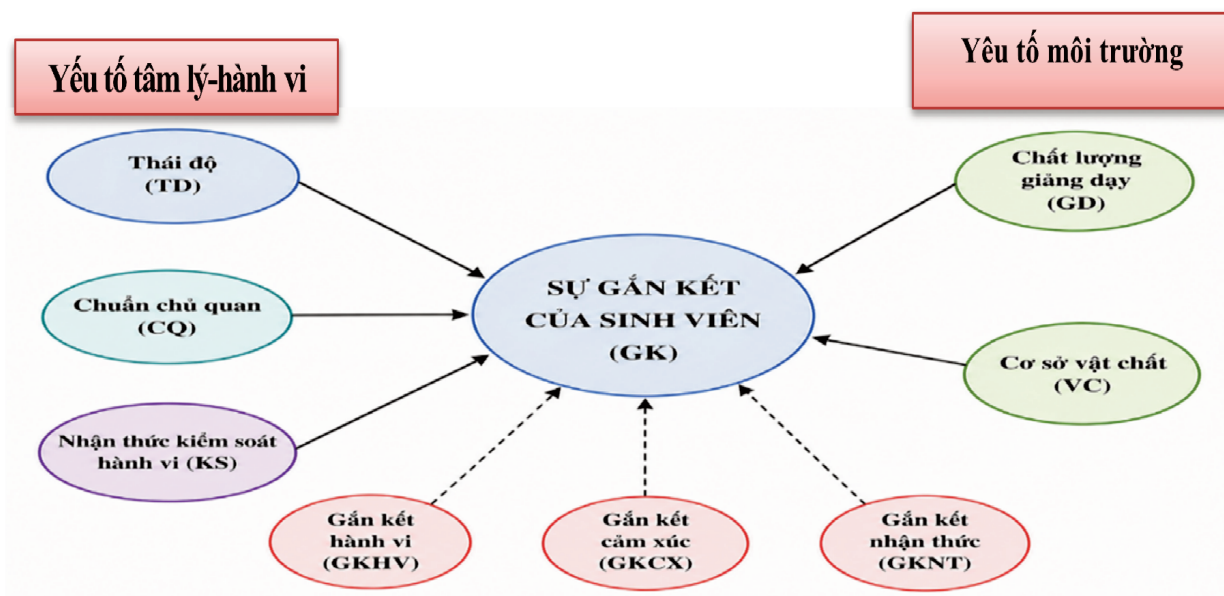 Yếu tố tâm lý-hành vi
Yêu tố môi trường
Thái độ
(TD)
Chuẩn chủ quan
(CQ)
Nhận thức kiểm soát
hành vi (KS)
SỰ GẮN KẾT
CỦA SINH VIÊN
(GK)
Chất lượng
giảng dạy
(GD)
Cơ sở vật chất
(VC)
Gắn kết
hành vi
(GKHV)
Gắn kết
cảm xúc
(GKCX)
Gắn kết
nhận thức
(GKNT)